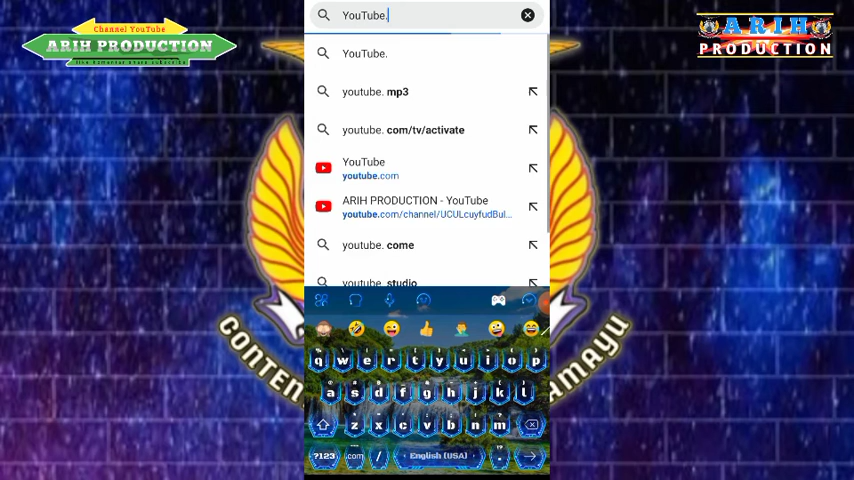 Channel YouTube
ARIH PRODUCTION
ARIH
PRODUCTION
YouTube.
YouTube.
youtube. mp3
youtube. com/tv/activate
YouTube
youtube.com
ARIH PRODUCTION - YouTube
youtube.com/channel/UCULcuyfudBul...
youtube. come
youtube. studio
q w e r t y u i o p
a s d f g h j k l
z x c v b n m
?123 .com / English (USA) .
CONTEN
AMAYU